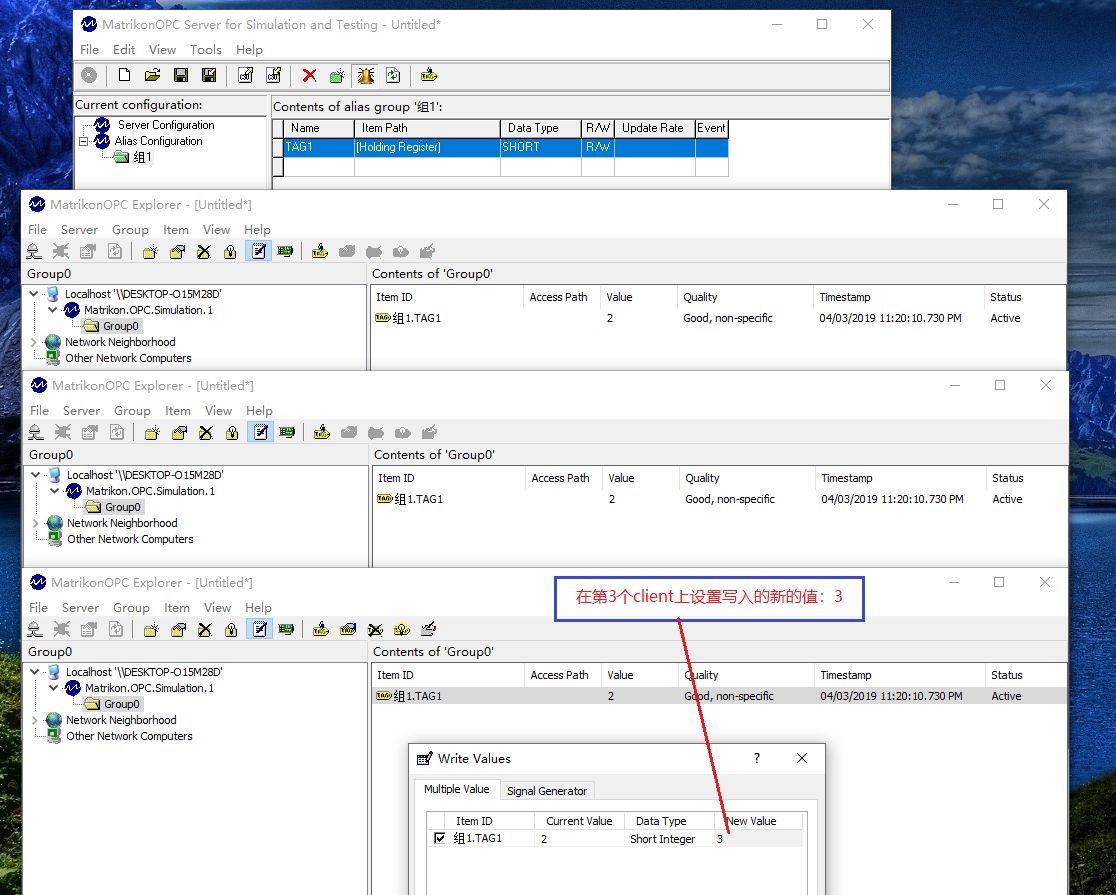 MatrikonOPC Server for Simulation and Testing - Untitled*
File Edit View Tools Help
Current configuration:
Server Configuration
Alias Configuration
组1
Contents of alias group '组1':
Name Item Path Data Type R/W Update Rate Event
TAG1 [Holding Register] SHORT R/W
MatrikonOPC Explorer - [Untitled*]
File Server Group Item View Help
Group0
Localhost '\\DESKTOP-O15M28D'
Matrikon.OPC.Simulation.1
Group0
Network Neighborhood
Other Network Computers
Contents of 'Group0'
Item ID Access Path Value Quality Timestamp Status
组1.TAG1 2 Good, non-specific 04/03/2019 11:20:10.730 PM Active
MatrikonOPC Explorer - [Untitled*]
File Server Group Item View Help
Group0
Localhost '\\DESKTOP-O15M28D'
Matrikon.OPC.Simulation.1
Group0
Network Neighborhood
Other Network Computers
Contents of 'Group0'
Item ID Access Path Value Quality Timestamp Status
组1.TAG1 2 Good, non-specific 04/03/2019 11:20:10.730 PM Active
MatrikonOPC Explorer - [Untitled*]
在第3个client上设置写入的新的值：3
File Server Group Item View Help
Group0
Localhost '\\DESKTOP-O15M28D'
Matrikon.OPC.Simulation.1
Group0
Network Neighborhood
Other Network Computers
Contents of 'Group0'
Item ID Access Path Value Quality Timestamp Status
组1.TAG1 2 Good, non-specific 04/03/2019 11:20:10.730 PM Active
Write Values
Multiple Value Signal Generator
Item ID Current Value Data Type New Value
组1.TAG1 2 Short Integer 3